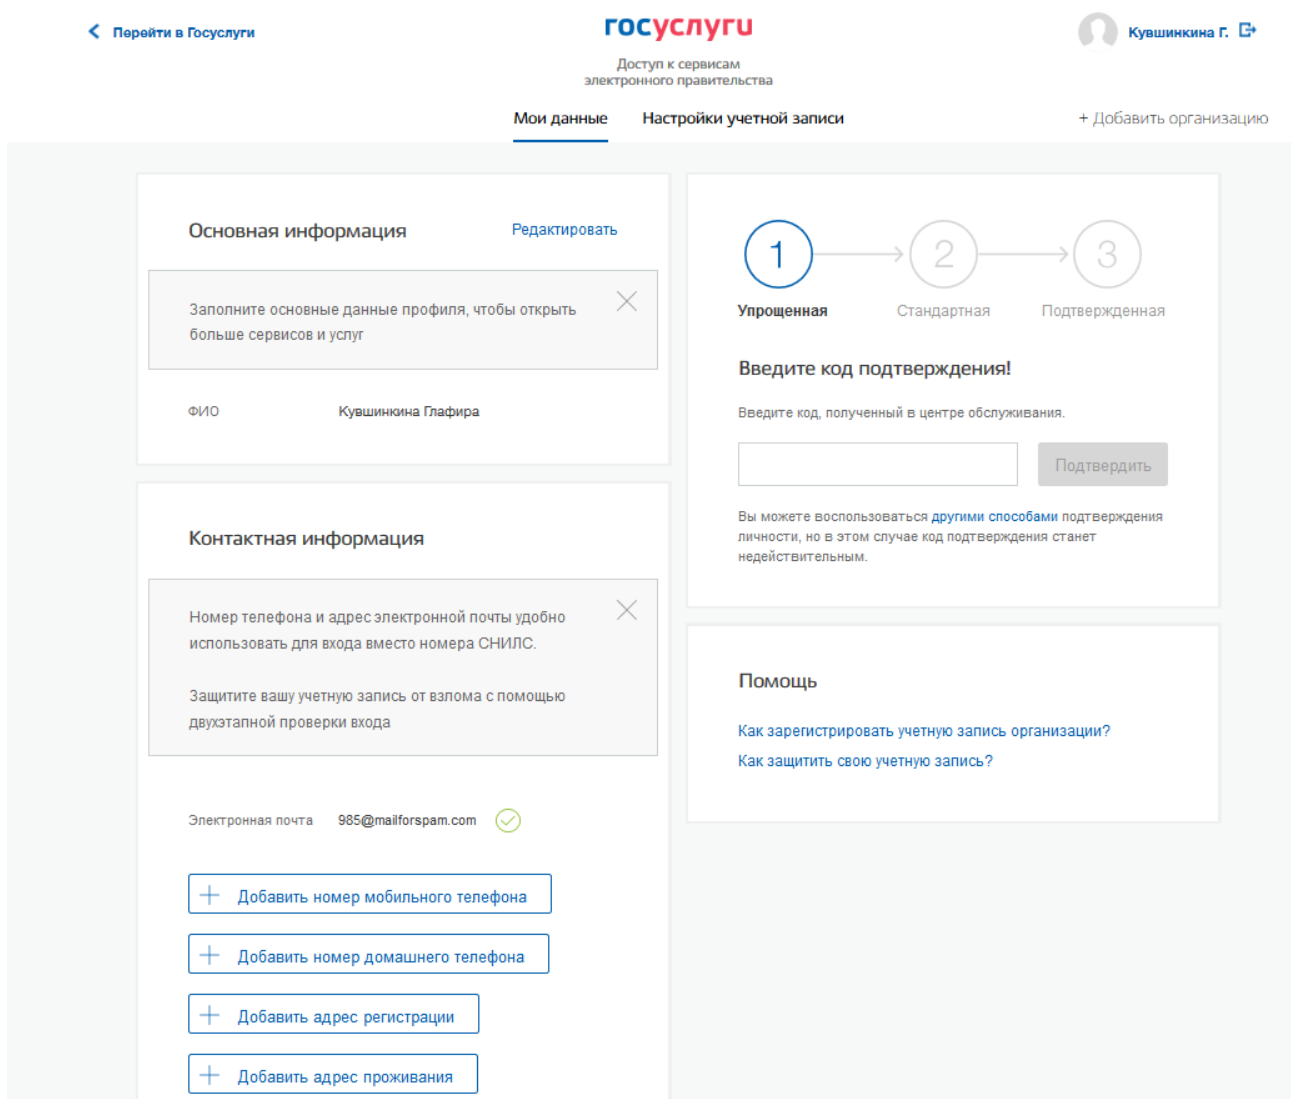 Перейти в Госуслуги
госуслуги
Кувшинкина Г.
Доступ к сервисам
электронного правительства
Мои данные
Настройки учетной записи
+ Добавить организацию
Основная информация
Редактировать
Заполните основные данные профиля, чтобы открыть
больше сервисов и услуг
ФИО
Кувшинкина Глафира
1
2
3
Упрощенная
Стандартная
Подтвержденная
Введите код подтверждения!
Введите код, полученный в центре обслуживания.
Подтвердить
Вы можете воспользоваться другими способами подтверждения
личности, но в этом случае код подтверждения станет
недействительным.
Контактная информация
Номер телефона и адрес электронной почты удобно
использовать для входа вместо номера СНИЛС.
Защитите вашу учетную запись от взлома с помощью
двухэтапной проверки входа
Электронная почта
985@mailforspam.com
Добавить номер мобильного телефона
Добавить номер домашнего телефона
Добавить адрес регистрации
Добавить адрес проживания
Помощь
Как зарегистрировать учетную запись организации?
Как защитить свою учетную запись?